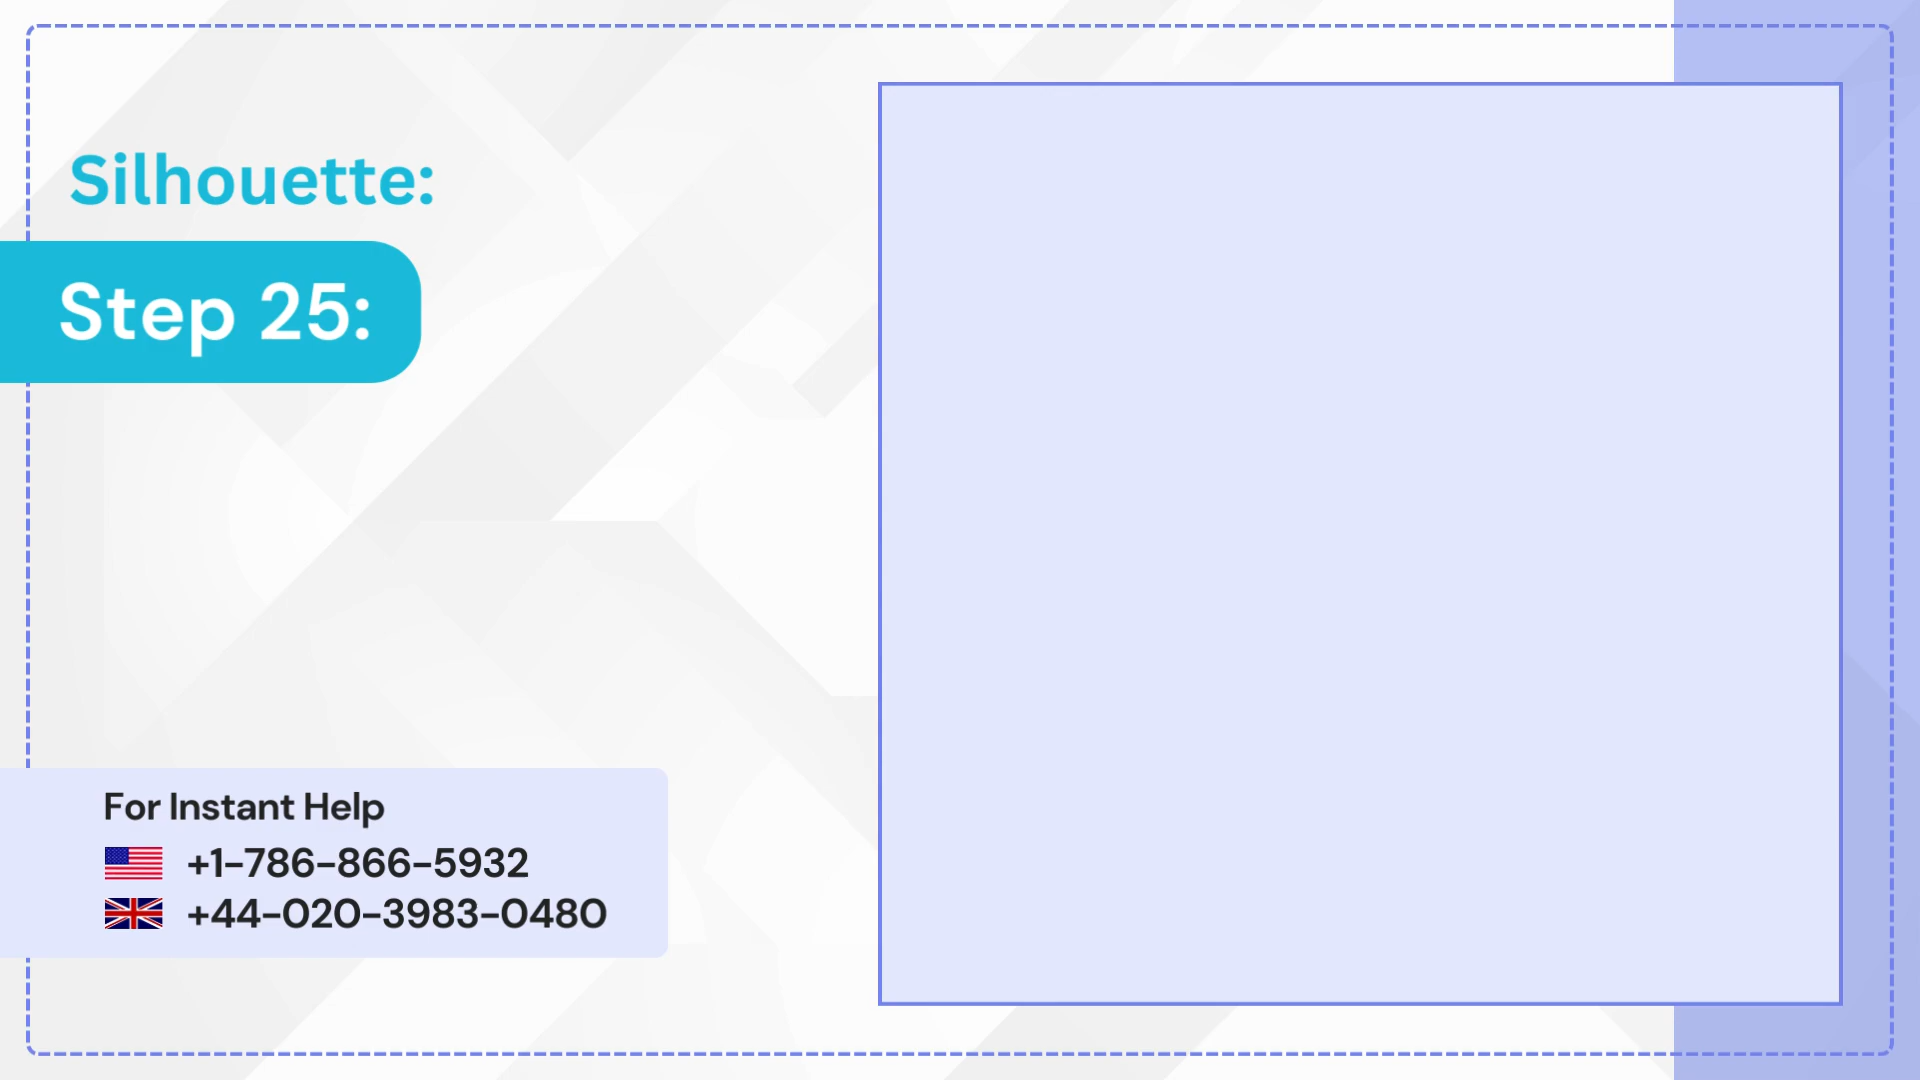 Silhouette:
Step 25:
For Instant Help
+1-786-866-5932
+44-020-3983-0480